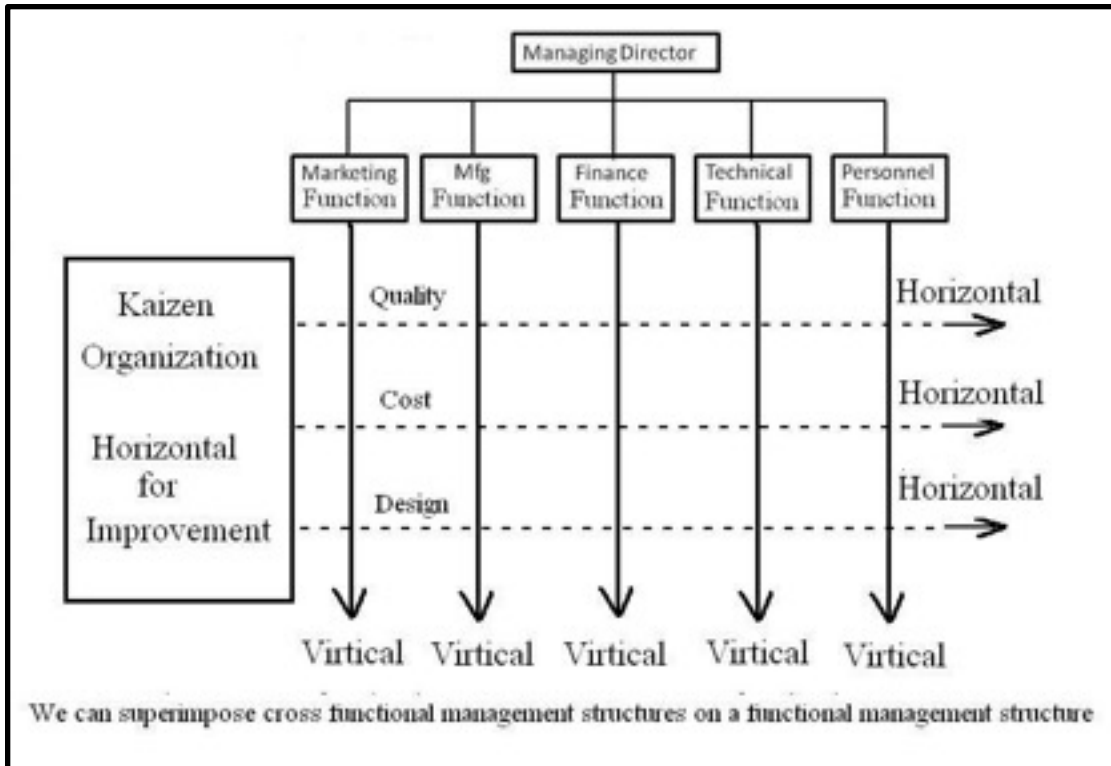 Managing Director
Marketing Function
Mfg Function
Finance Function
Technical Function
Personnel Function
Kaizen
Organization
Horizontal
for
Improvement
Quality
Horizontal
Cost
Horizontal
Design
Horizontal
Virtical
Virtical
Virtical
Virtical
Virtical
We can superimpose cross functional management structures on a functional management structure